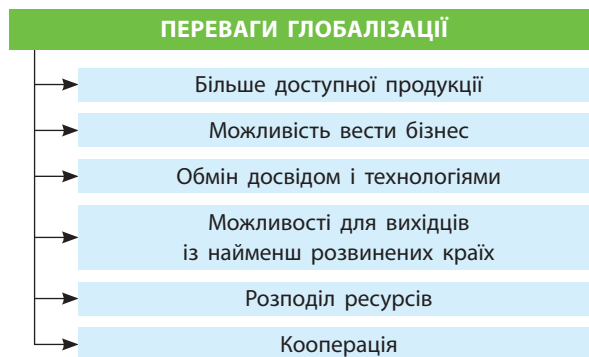 ПЕРЕВАГИ ГЛОБАЛІЗАЦІЇ
Більше доступної продукції
Можливість вести бізнес
Обмін досвідом і технологіями
Можливості для вихідців
із найменш розвинених країх
Розподіл ресурсів
Кооперація